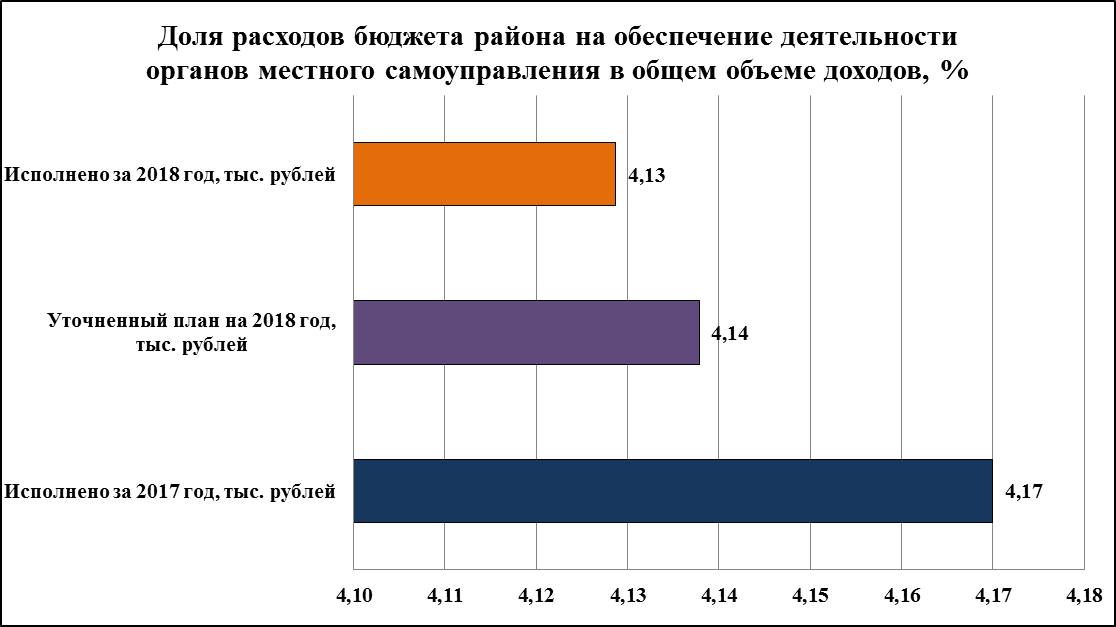 Доля расходов бюджета района на обеспечение деятельности
органов местного самоуправления в общем объеме доходов, %
Исполнено за 2018 год, тыс. рублей
4,13
Уточненный план на 2018 год,
тыс. рублей
4,14
Исполнено за 2017 год, тыс. рублей
4,17
4,10 4,11 4,12 4,13 4,14 4,15 4,16 4,17 4,18